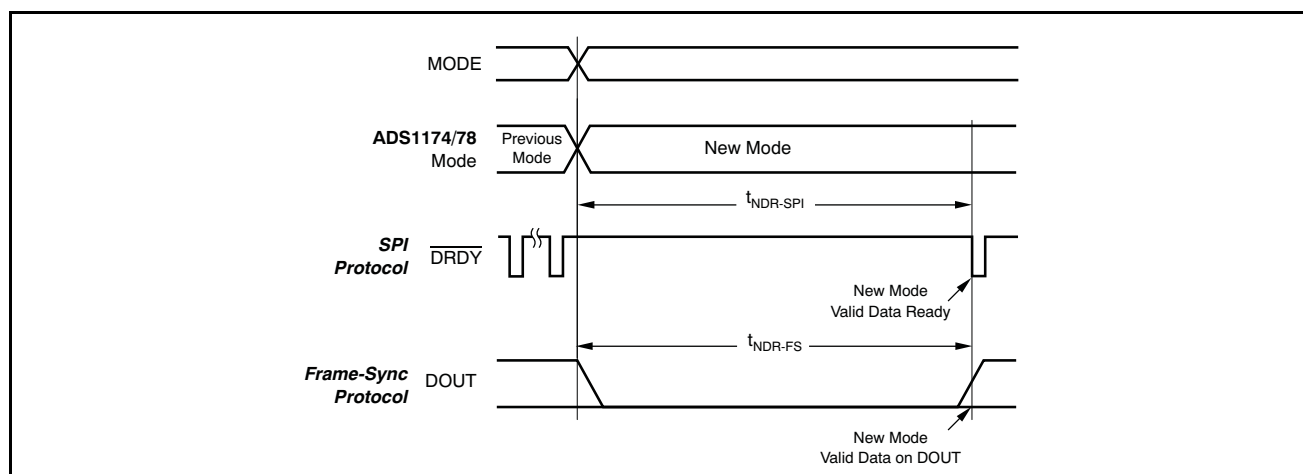 MODE
ADS1174/78
Mode
Previous
Mode
New Mode
tNDR-SPI
SPI
Protocol
DRDY
New Mode
Valid Data Ready
tNDR-FS
Frame-Sync
Protocol
DOUT
New Mode
Valid Data on DOUT